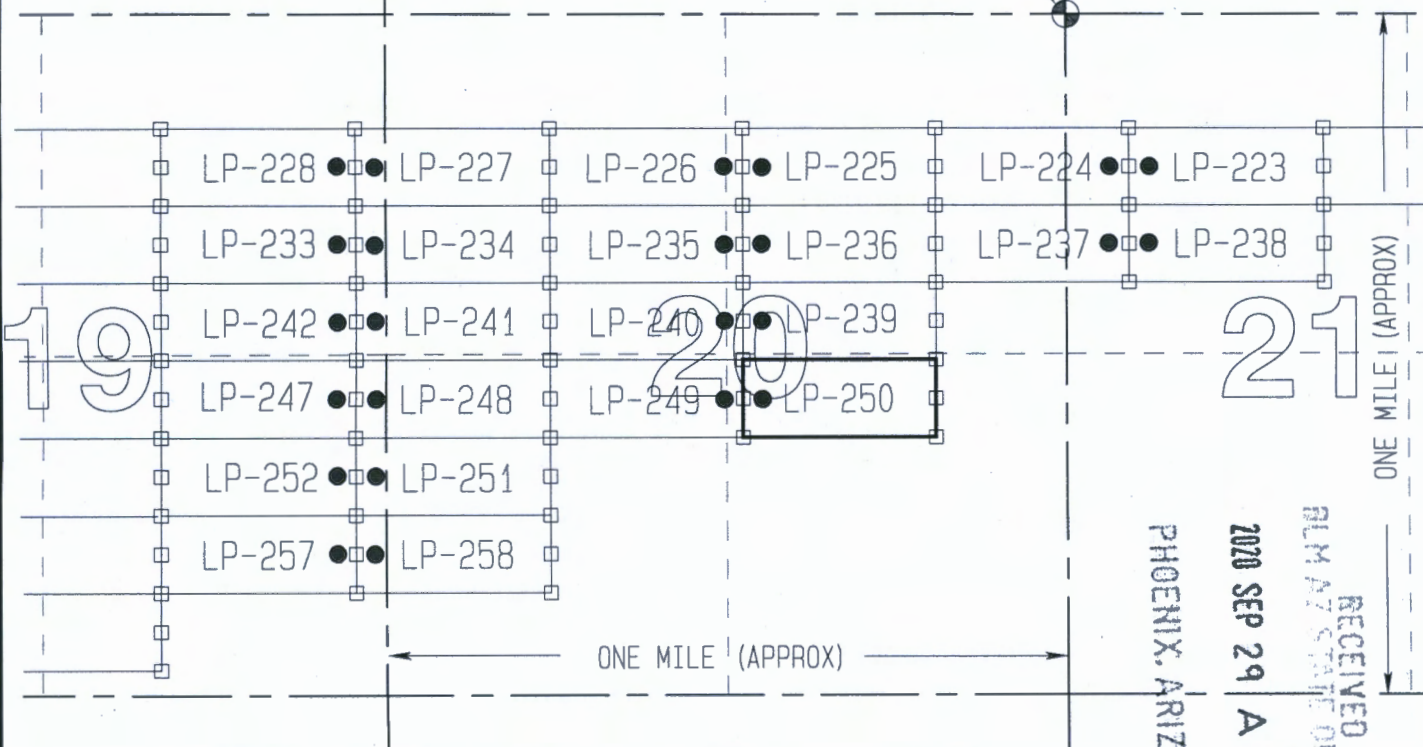 LP-228 LP-227 LP-226 LP-225 LP-224 LP-223
LP-233 LP-234 LP-235 LP-236 LP-237 LP-238
LP-242 LP-241 LP-240 LP-239
19 20 21
LP-247 LP-248 LP-249 LP-250
LP-252 LP-251
LP-257 LP-258
ONE MILE (APPROX)
ONE MILE (APPROX)
RECEIVED
BLM AZ STATE
2020 SEP 29 A
PHOENIX, ARIZ